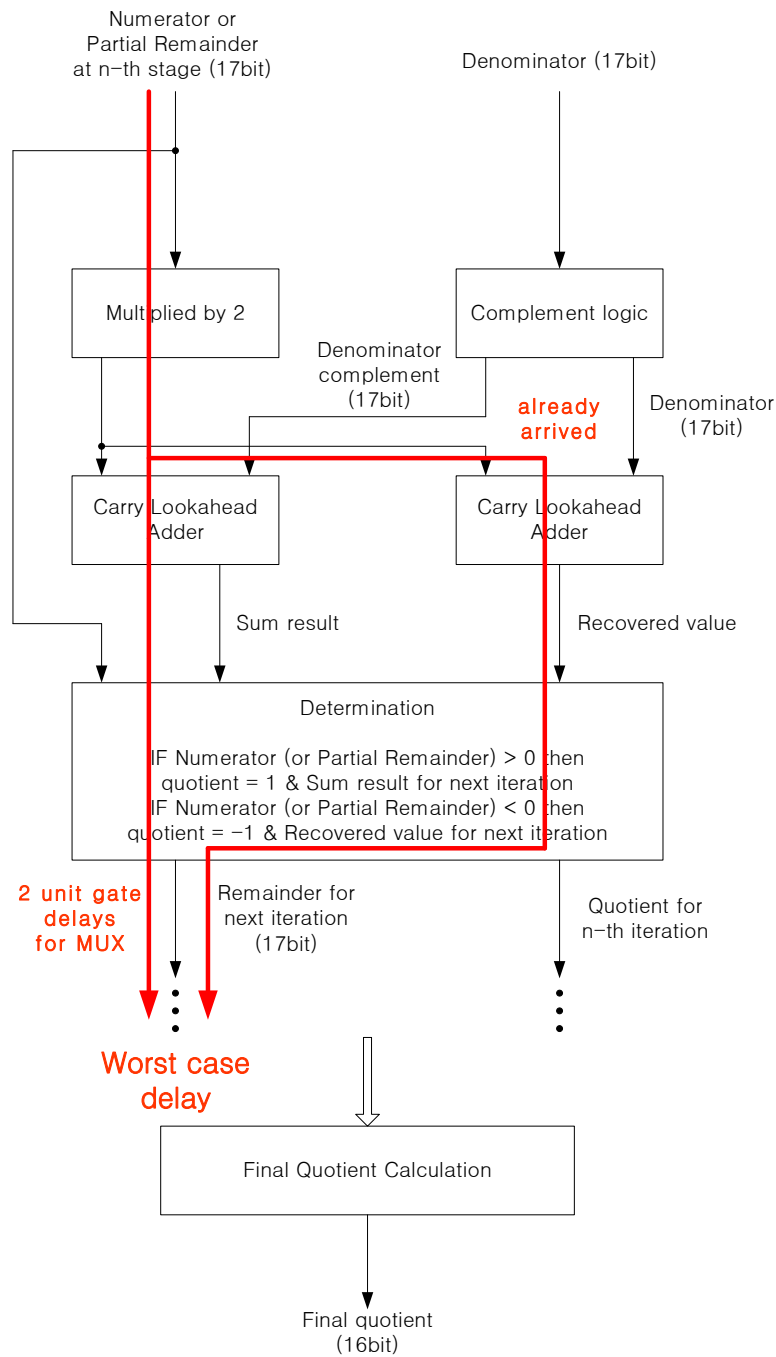 Numerator or
Partial Remainder
at n-th stage (17bit)
Denominator (17bit)
Multiplied by 2
Complement logic
Denominator
complement
(17bit)
already
arrived
Denominator
(17bit)
Carry Lookahead
Adder
Carry Lookahead
Adder
Sum result
Recovered value
Determination
IF Numerator (or Partial Remainder) > 0 then
quotient = 1 & Sum result for next iteration
IF Numerator (or Partial Remainder) < 0 then
quotient = -1 & Recovered value for next iteration
2 unit gate
delays
for MUX
Remainder for
next iteration
(17bit)
Quotient for
n-th iteration
Worst case
delay
Final Quotient Calculation
Final quotient
(16bit)